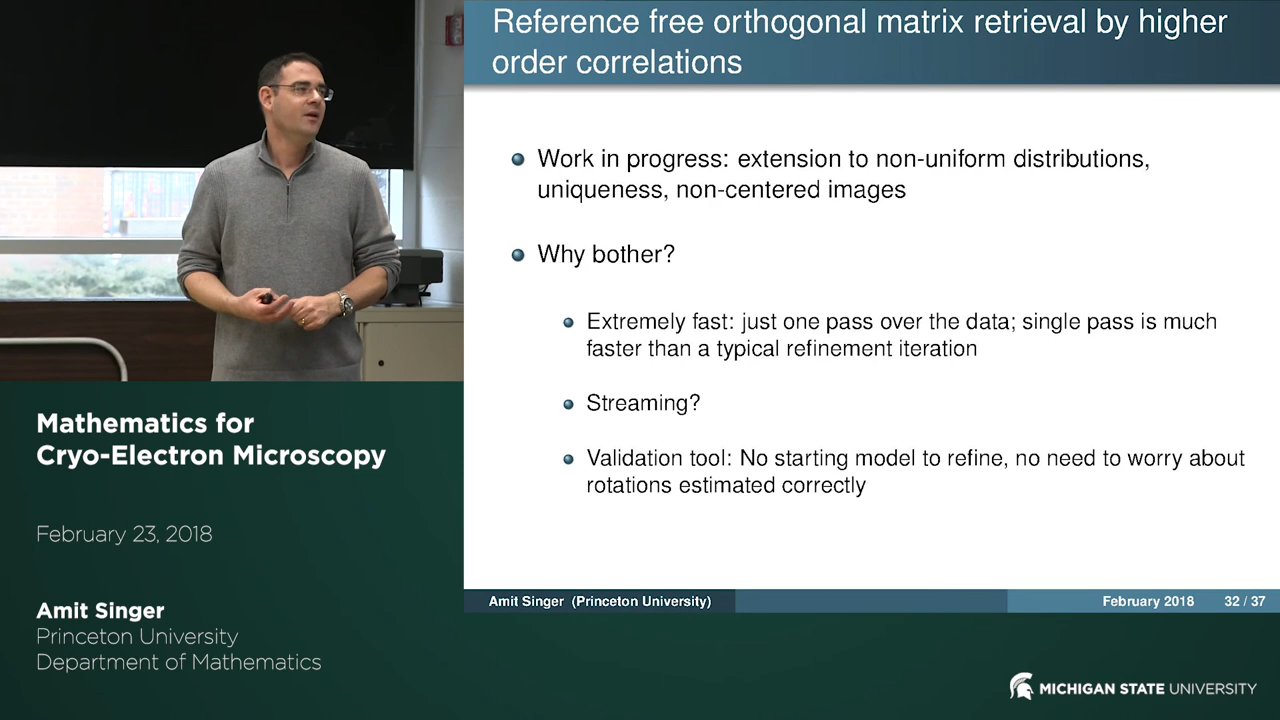 Reference free orthogonal matrix retrieval by higher
order correlations
Work in progress: extension to non-uniform distributions,
uniqueness, non-centered images
Why bother?
Extremely fast: just one pass over the data; single pass is much
faster than a typical refinement iteration
Streaming?
Validation tool: No starting model to refine, no need to worry about
rotations estimated correctly
Amit Singer (Princeton University)
February 2018
32 / 37
Mathematics for
Cryo-Electron Microscopy
February 23, 2018
Amit Singer
Princeton University
Department of Mathematics
MICHIGAN STATE UNIVERSITY